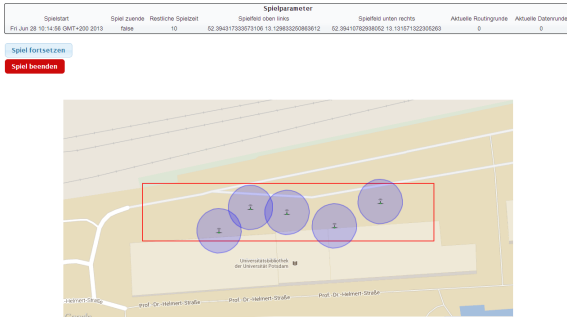 Spielparameter
Spielstart Spiel zuende Restliche Spielzeit Spielfeld oben links Spielfeld unten rechts Aktuelle Routingrunde Aktuelle Datenrunde
Fri Jun 28 10:14:56 GMT+200 2013 false 10 52.394317333573106 13.129833250863612 52.39410782938052 13.131571322305263 0 0
Spiel fortsetzen
Spiel beenden
Universitätsbibliothek
der Universität Potsdam
-Helmert-Straße
Prof.-Dr.-Helmert-Straße
Prof.-Dr.-Helmert-Straße
Prof.-Dr.-Helmert-Straße
Google